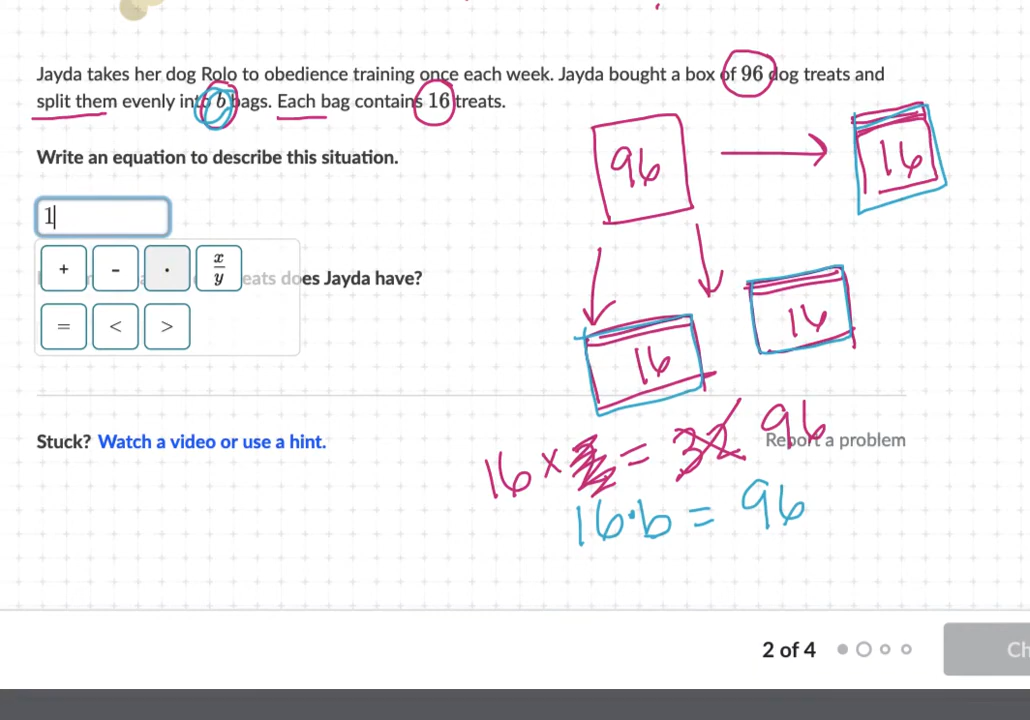 Jayda takes her dog Rolo to obedience training once each week. Jayda bought a box of 96 dog treats and
split them evenly into b bags. Each bag contains 16 treats.
Write an equation to describe this situation.
1
+ - · x/y
eats does Jayda have?
= < >
96
16
16
16
Stuck? Watch a video or use a hint.
Report a problem
16 × = 32 96
16·b = 96
2 of 4
Ch